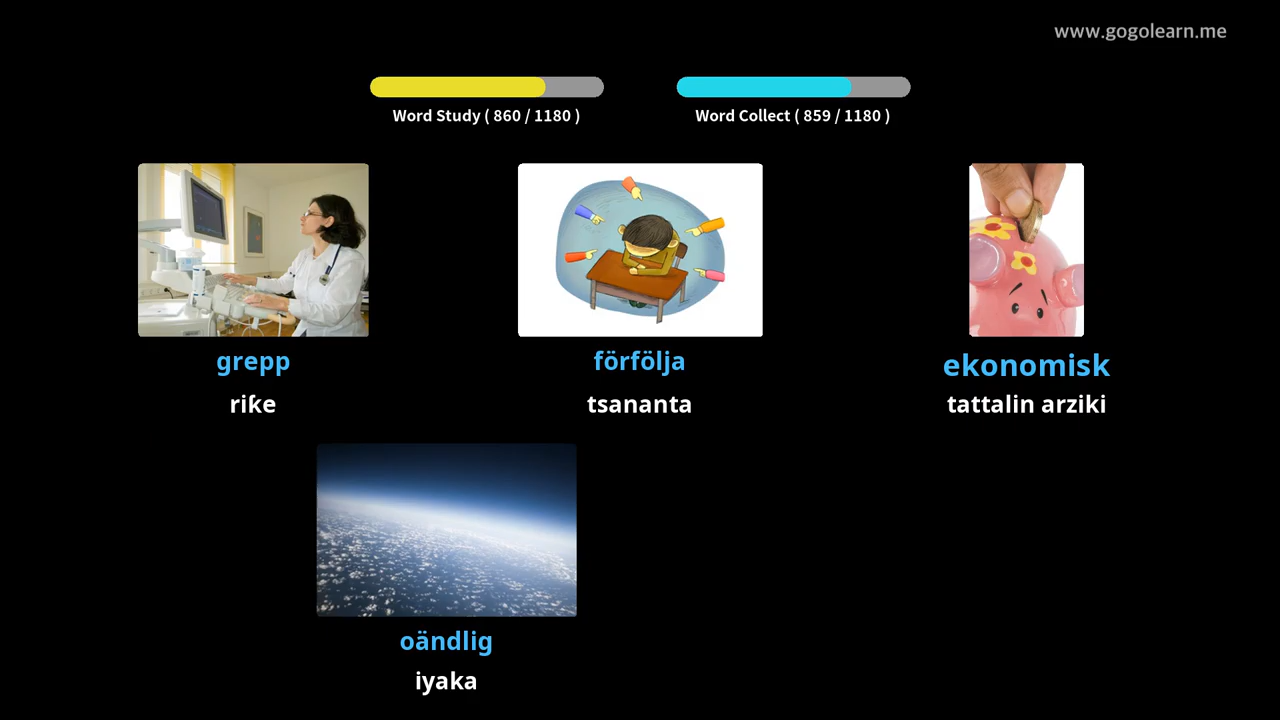 www.gogolearn.me
Word Study ( 860 / 1180 )
Word Collect ( 859 / 1180 )
grepp
riƙe
förfölja
tsananta
ekonomisk
tattalin arziki
oändlig
iyaka